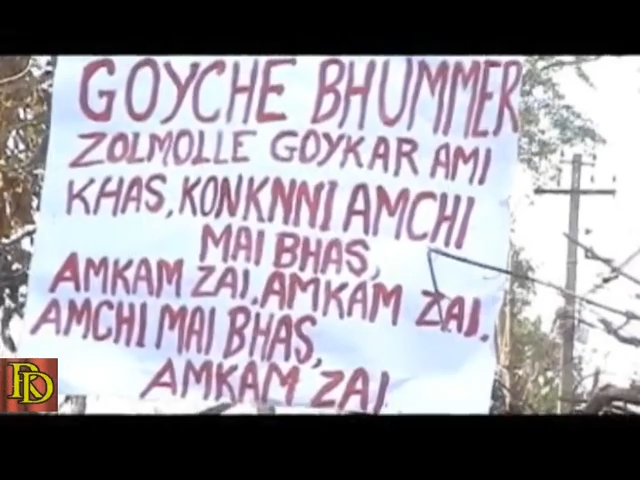 GOYCHE BHUMMER
ZOLMOLLE GOYKAR AMI
KHAS, KONKNNI AMCHI
MAI BHAS,
AMKAM ZAI. AMKAM ZAI.
AMCHI MAI BHAS,
AMKAM ZAI.
RKD